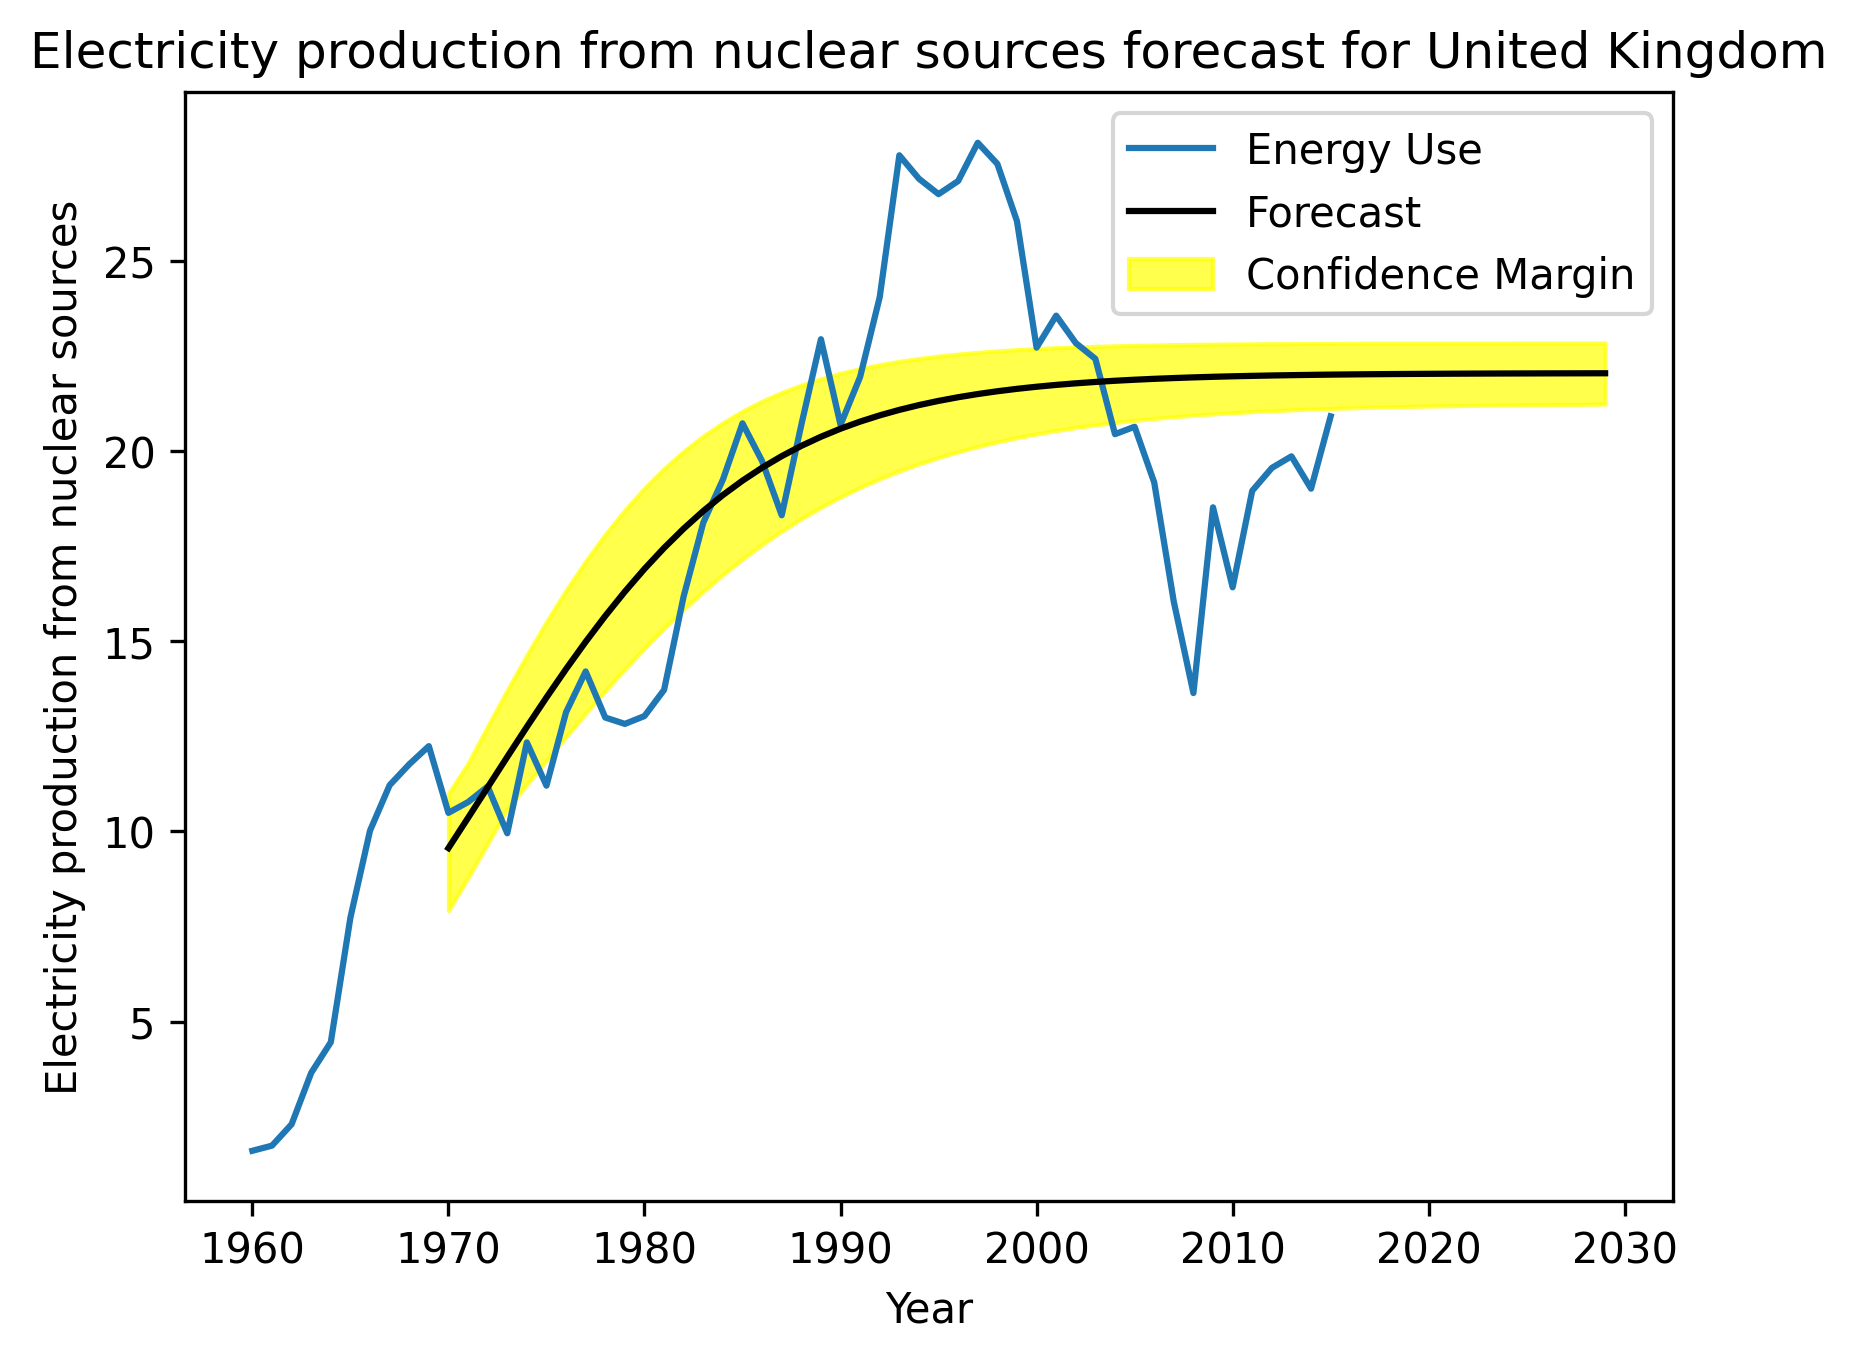 Electricity production from nuclear sources forecast for United Kingdom
Energy Use
Forecast
Confidence Margin
Electricity production from nuclear sources
25
20
15
10
5
1960 1970 1980 1990 2000 2010 2020 2030
Year